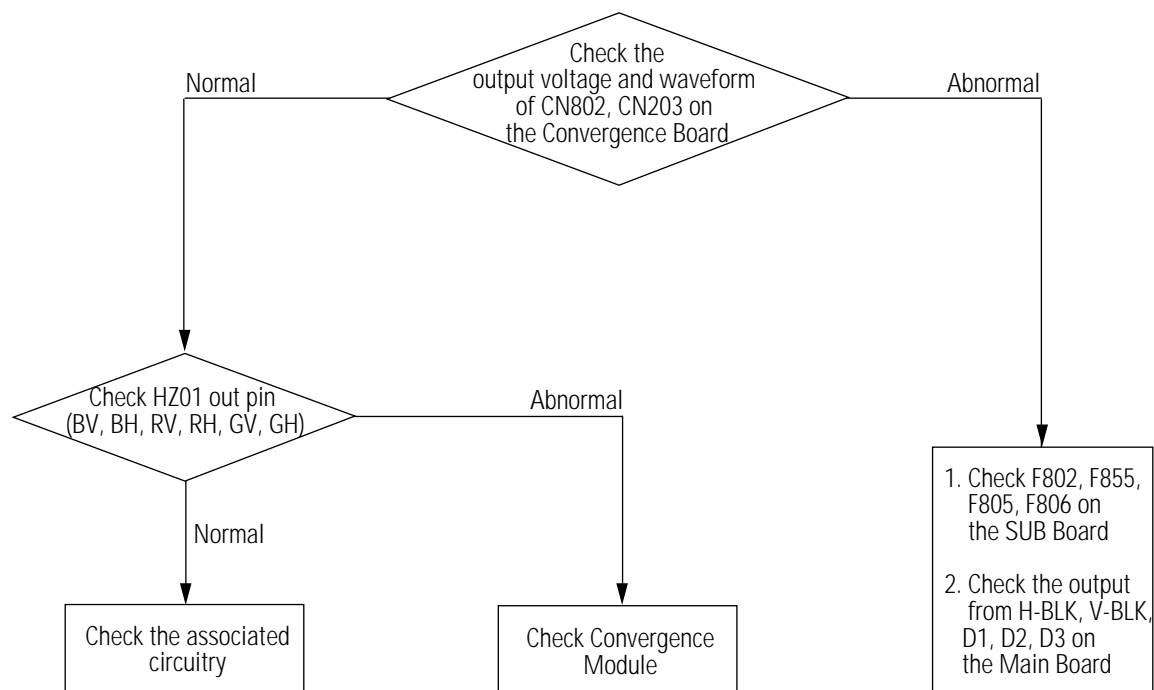 Check the
output voltage and waveform
of CN802, CN203 on
the Convergence Board
Normal
Abnormal
Check HZ01 out pin
(BV, BH, RV, RH, GV, GH)
Abnormal
Normal
Check the associated
circuitry
Check Convergence
Module
1. Check F802, F855,
F805, F806 on
the SUB Board
2. Check the output
from H-BLK, V-BLK,
D1, D2, D3 on
the Main Board